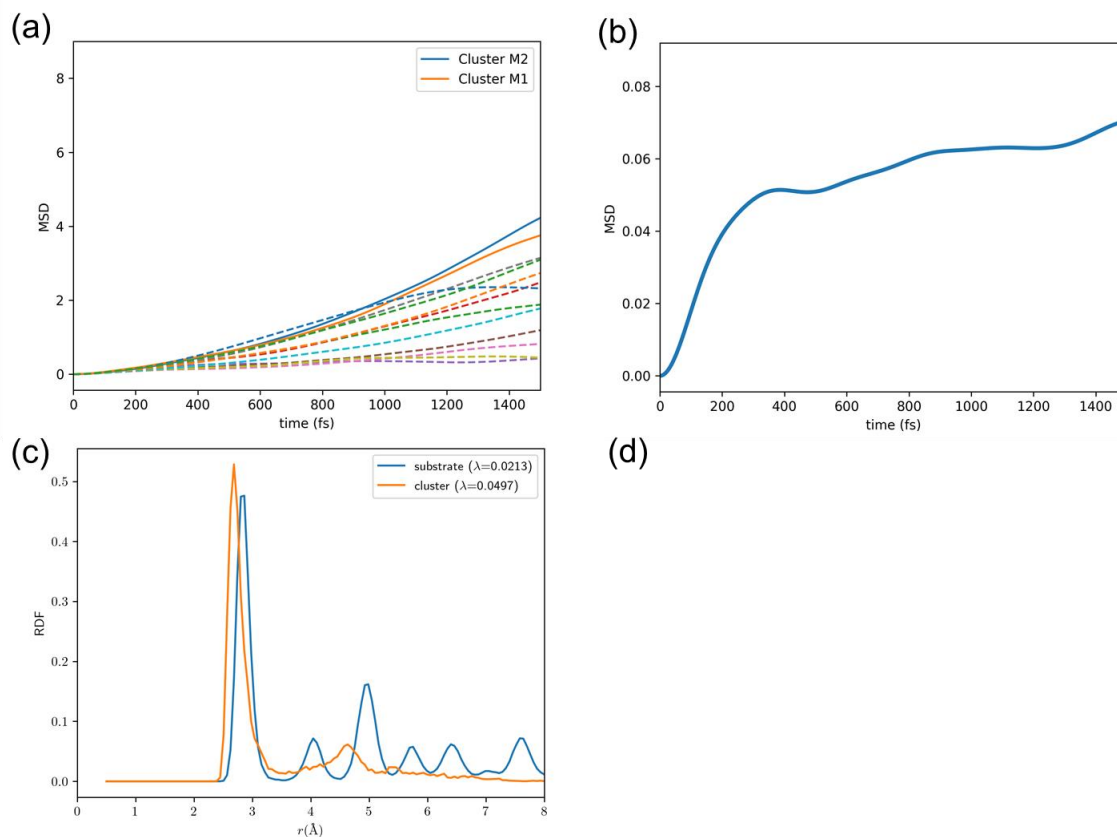 (a)
8
6
4
2
0
MSD
Cluster M2
Cluster M1
0 200 400 600 800 1000 1200 1400
time (fs)
(b)
0.08
0.06
0.04
0.02
0.00
MSD
0 200 400 600 800 1000 1200 1400
time (fs)
(c)
0.5
0.4
0.3
0.2
0.1
0.0
RDF
substrate (λ=0.0213)
cluster (λ=0.0497)
0 1 2 3 4 5 6 7 8
r(Å)
(d)